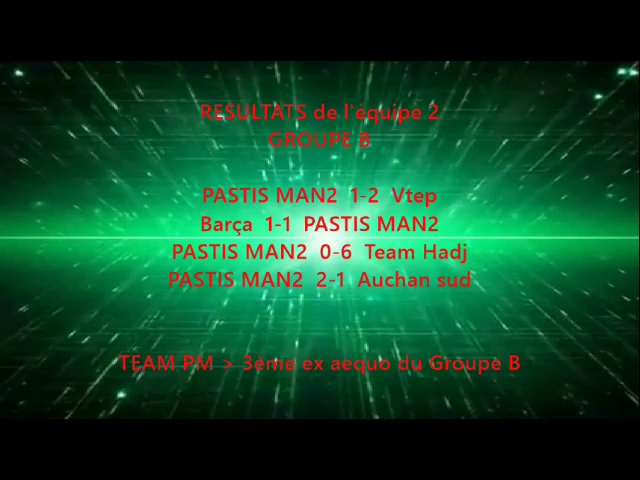 RESULTATS de l'équipe 2
GROUPE B
PASTIS MAN2 1-2 Vtep
Barça 1-1 PASTIS MAN2
PASTIS MAN2 0-6 Team Hadj
PASTIS MAN2 2-1 Auchan sud
TEAM PM > 3ème ex aequo du Groupe B